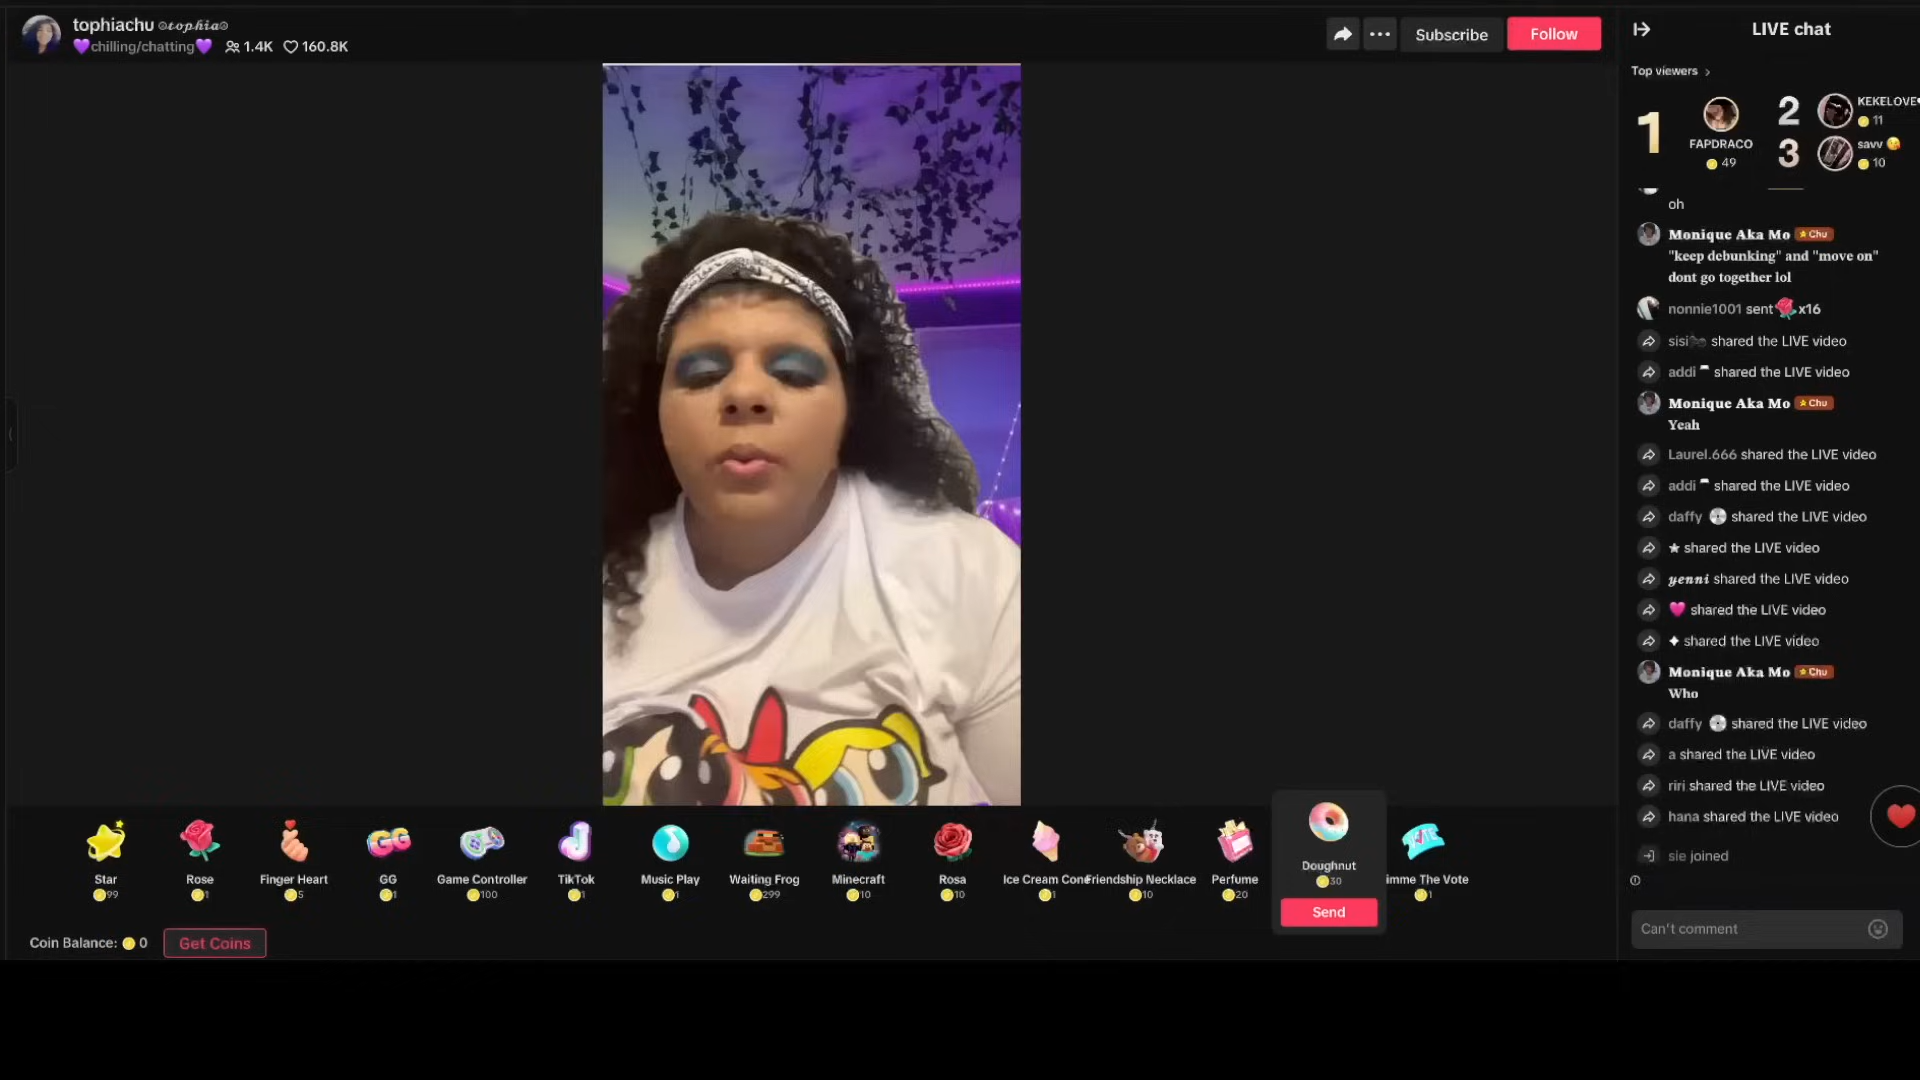 tophiachu ☮𝓽𝓸𝓹𝓱𝓲𝓪☮
💜chilling/chatting💜 1.4K 160.8K
Subscribe
Follow
LIVE chat
Top viewers
1
FAPDRACO
49
2
KEKELOVE
11
3
savv 😘
10
oh
Monique Aka Mo Chu
"keep debunking" and "move on"
dont go together lol
nonnie1001 sent x16
sisi shared the LIVE video
addi shared the LIVE video
Monique Aka Mo Chu
Yeah
Laurel.666 shared the LIVE video
addi shared the LIVE video
daffy shared the LIVE video
★ shared the LIVE video
yenni shared the LIVE video
💗 shared the LIVE video
✦ shared the LIVE video
Monique Aka Mo Chu
Who
daffy shared the LIVE video
a shared the LIVE video
riri shared the LIVE video
hana shared the LIVE video
sie joined
Can't comment
Star
99
Rose
1
Finger Heart
5
GG
1
Game Controller
100
TikTok
1
Music Play
1
Waiting Frog
299
Minecraft
10
Rosa
10
Ice Cream Cone
1
Friendship Necklace
10
Perfume
20
Doughnut
30
Send
imme The Vote
1
Coin Balance: 0
Get Coins